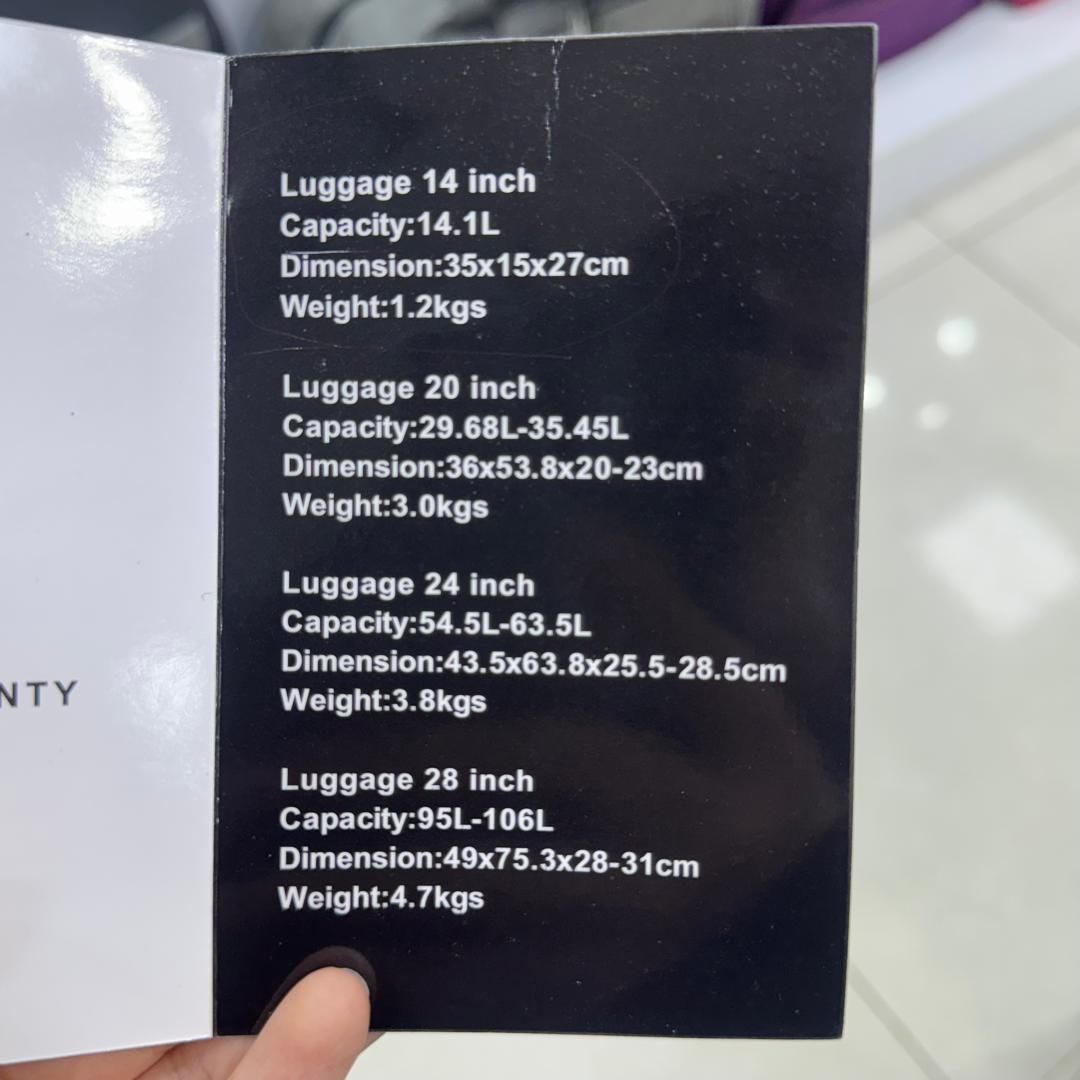 Luggage 14 inch
Capacity:14.1L
Dimension:35x15x27cm
Weight:1.2kgs
Luggage 20 inch
Capacity:29.68L-35.45L
Dimension:36x53.8x20-23cm
Weight:3.0kgs
Luggage 24 inch
Capacity:54.5L-63.5L
Dimension:43.5x63.8x25.5-28.5cm
Weight:3.8kgs
Luggage 28 inch
Capacity:95L-106L
Dimension:49x75.3x28-31cm
Weight:4.7kgs
NTY